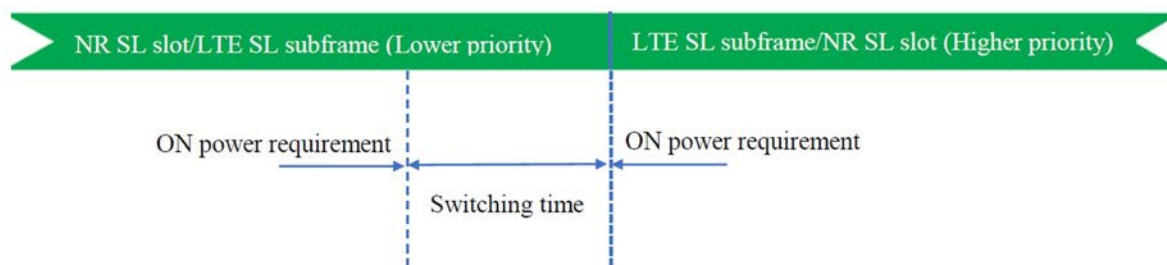 NR SL slot/LTE SL subframe (Lower priority)
LTE SL subframe/NR SL slot (Higher priority)
ON power requirement
ON power requirement
Switching time